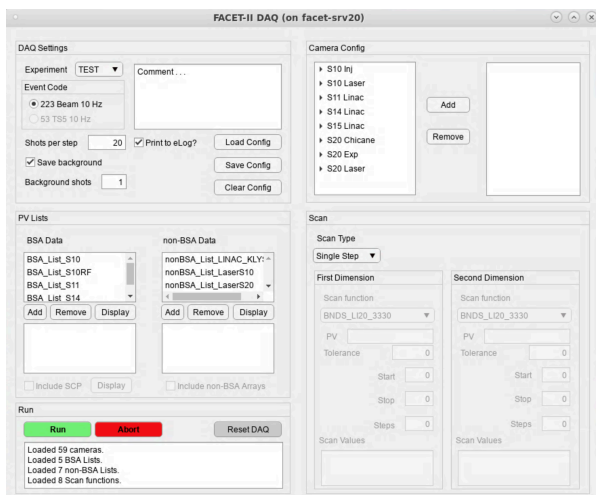 FACET-II DAQ (on facet-srv20)
DAQ Settings
Experiment TEST
Comment . . .
Event Code
223 Beam 10 Hz
53 TS5 10 Hz
Shots per step 20
Print to eLog?
Load Config
Save background
Save Config
Background shots 1
Clear Config
Camera Config
S10 Inj
S10 Laser
S11 Linac
S14 Linac
S15 Linac
S20 Chicane
S20 Exp
S20 Laser
Add
Remove
PV Lists
BSA Data
BSA_List_S10
BSA_List_S10RF
BSA_List_S11
BSA_List_S14
Add Remove Display
Include SCP Display
non-BSA Data
nonBSA_List_LINAC_KLYS
nonBSA_List_LaserS10
nonBSA_List_LaserS20
Add Remove Display
Include non-BSA Arrays
Scan
Scan Type
Single Step
First Dimension
Scan function
BNDS_LI20_3330
PV
Tolerance 0
Start 0
Stop 0
Steps 0
Scan Values
Second Dimension
Scan function
BNDS_LI20_3330
PV
Tolerance 0
Start 0
Stop 0
Steps 0
Scan Values
Run
Run Abort Reset DAQ
Loaded 59 cameras.
Loaded 5 BSA Lists.
Loaded 7 non-BSA Lists.
Loaded 8 Scan functions.